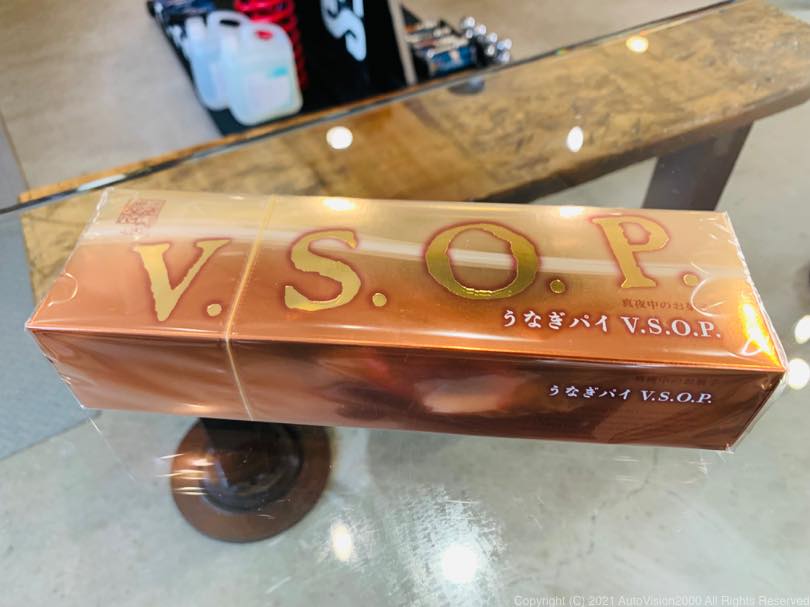 V.S.O.P.
真夜中のお菓子
うなぎパイ V.S.O.P.
うなぎパイ V.S.O.P.
Copyright (C) 2021 AutoVision2000 All Rights Reserved.